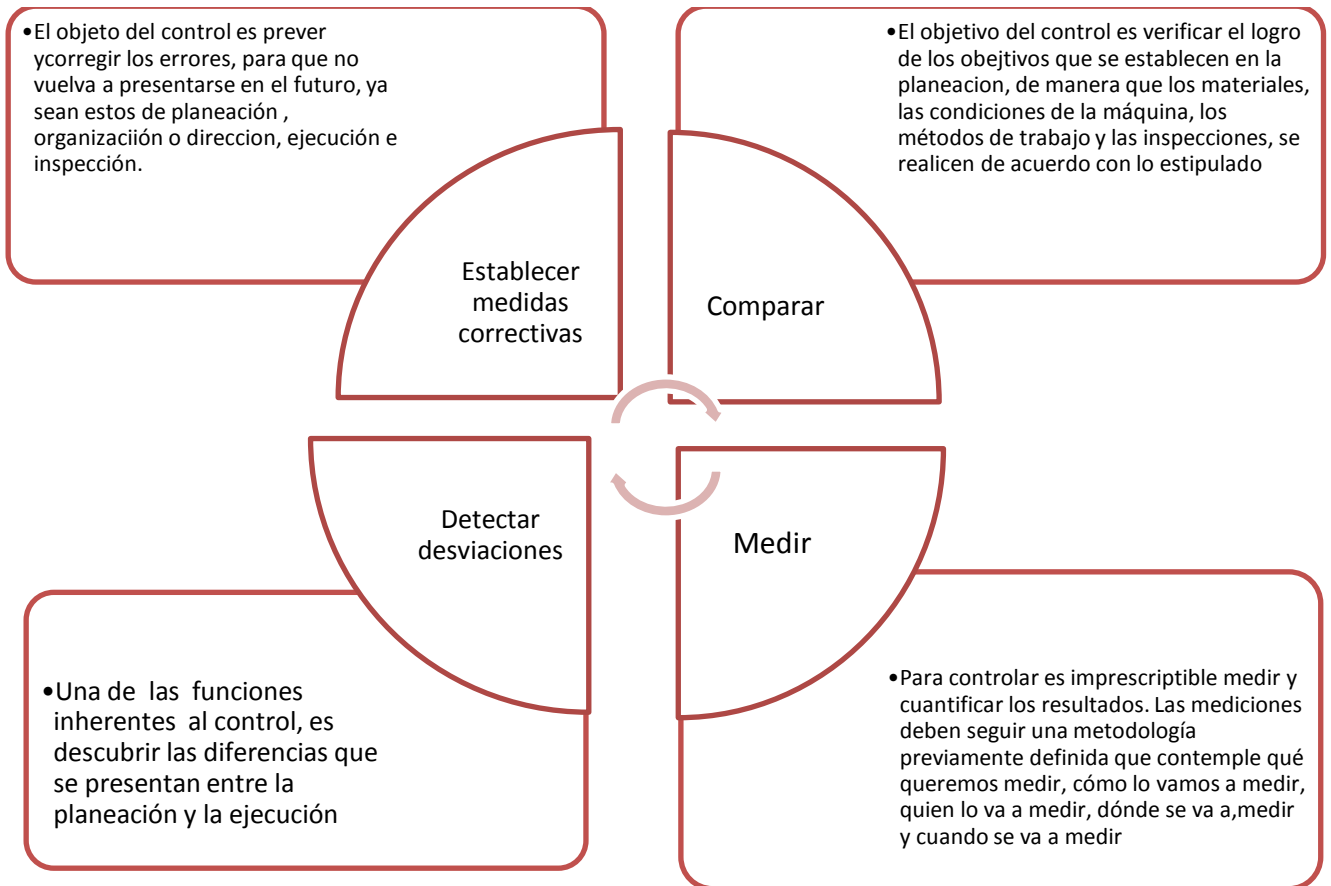 •El objeto del control es prever
ycorregir los errores, para que no
vuelva a presentarse en el futuro, ya
sean estos de planeación ,
organizaciión o direccion, ejecución e
inspección.
•El objetivo del control es verificar el logro
de los obejtivos que se establecen en la
planeacion, de manera que los materiales,
las condiciones de la máquina, los
métodos de trabajo y las inspecciones, se
realicen de acuerdo con lo estipulado
Establecer
medidas
correctivas
Comparar
Detectar
desviaciones
Medir
•Una de las funciones
inherentes al control, es
descubrir las diferencias que
se presentan entre la
planeación y la ejecución
•Para controlar es imprescriptible medir y
cuantificar los resultados. Las mediciones
deben seguir una metodología
previamente definida que contemple qué
queremos medir, cómo lo vamos a medir,
quien lo va a medir, dónde se va a,medir
y cuando se va a medir